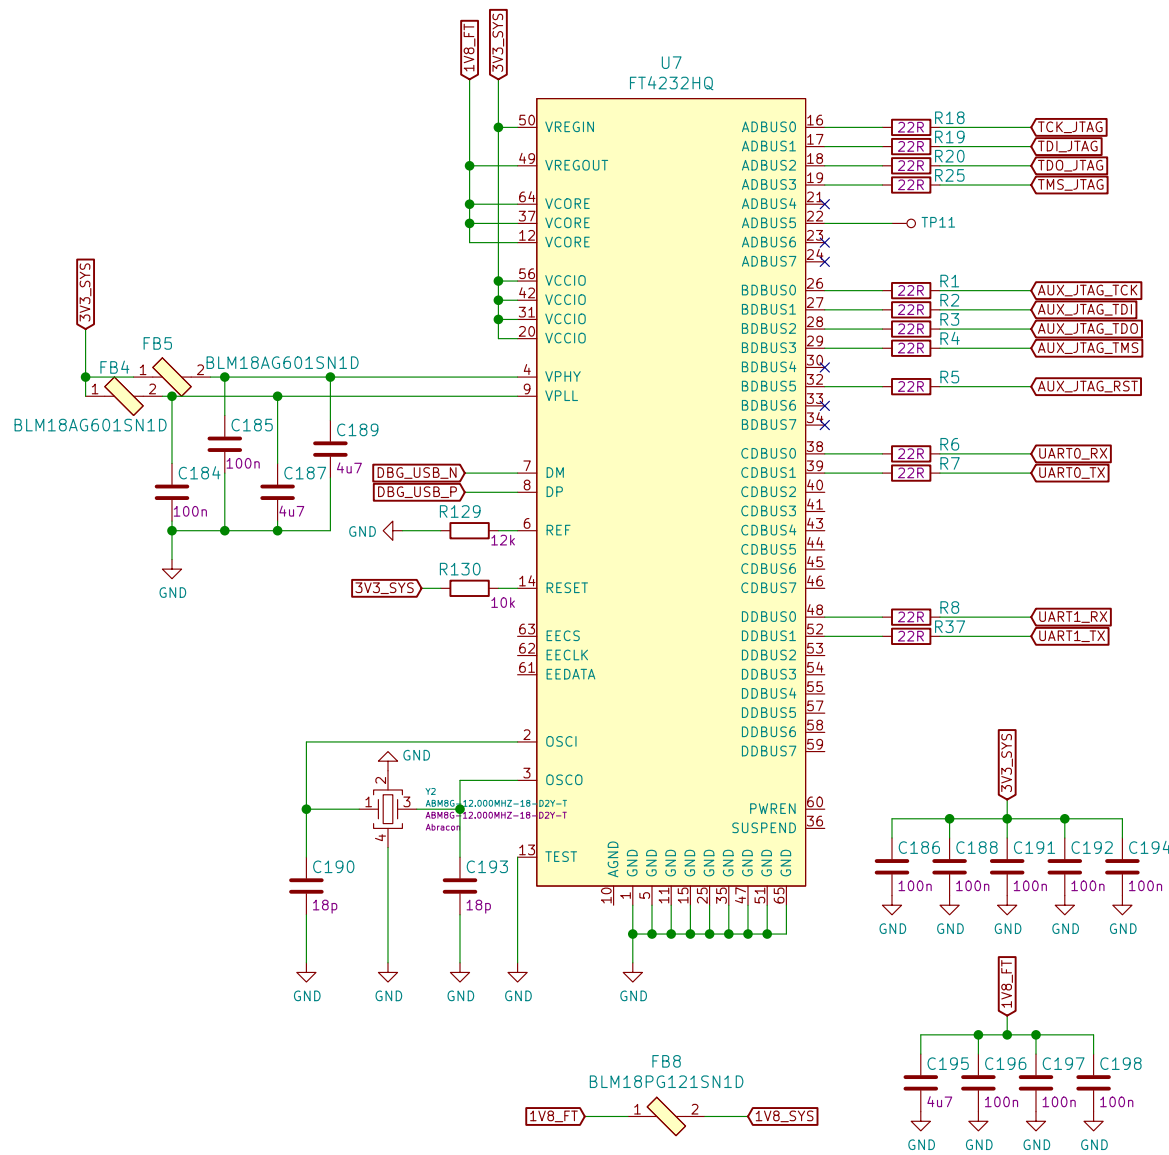 1V8_FT
3V3_SYS
U7
FT4232HQ
50 VREGIN
49 VREGOUT
64 VCORE
37 VCORE
12 VCORE
56 VCCIO
42 VCCIO
31 VCCIO
20 VCCIO
4 VPHY
9 VPLL
7 DM
8 DP
6 REF
14 RESET
63 EECS
62 EECLK
61 EEDATA
2 OSCI
3 OSCO
13 TEST
ADBUS0 16
ADBUS1 17
ADBUS2 18
ADBUS3 19
ADBUS4 21
ADBUS5 22
ADBUS6 23
ADBUS7 24
BDBUS0 26
BDBUS1 27
BDBUS2 28
BDBUS3 29
BDBUS4 30
BDBUS5 32
BDBUS6 33
BDBUS7 34
CDBUS0 38
CDBUS1 39
CDBUS2 40
CDBUS3 41
CDBUS4 43
CDBUS5 44
CDBUS6 45
CDBUS7 46
DDBUS0 48
DDBUS1 52
DDBUS2 53
DDBUS3 54
DDBUS4 55
DDBUS5 57
DDBUS6 58
DDBUS7 59
PWREN 60
SUSPEND 36
AGND 10
GND 1
GND 5
GND 11
GND 15
GND 25
GND 35
GND 47
GND 51
GND 65
GND
22R R18 TCK_JTAG
22R R19 TDI_JTAG
22R R20 TDO_JTAG
22R R25 TMS_JTAG
TP11
22R R1 AUX_JTAG_TCK
22R R2 AUX_JTAG_TDI
22R R3 AUX_JTAG_TDO
22R R4 AUX_JTAG_TMS
22R R5 AUX_JTAG_RST
22R R6 UART0_RX
22R R7 UART0_TX
22R R8 UART1_RX
22R R37 UART1_TX
3V3_SYS
FB5
1 2
BLM18AG601SN1D
FB4
1 2
BLM18AG601SN1D
C185
100n
C189
4u7
C184
100n
C187
4u7
GND
DBG_USB_N
DBG_USB_P
GND
R129
12k
3V3_SYS
R130
10k
GND
2
1 3
4
Y2
ABM8G-12.000MHZ-18-D2Y-T
ABM8G-12.000MHZ-18-D2Y-T
Abracon
C190
18p
C193
18p
GND
GND
GND
GND
3V3_SYS
C186
100n
GND
C188
100n
GND
C191
100n
GND
C192
100n
GND
C194
100n
GND
1V8_FT
C195
4u7
GND
C196
100n
GND
C197
100n
GND
C198
100n
GND
FB8
BLM18PG121SN1D
1V8_FT 1 2 1V8_SYS